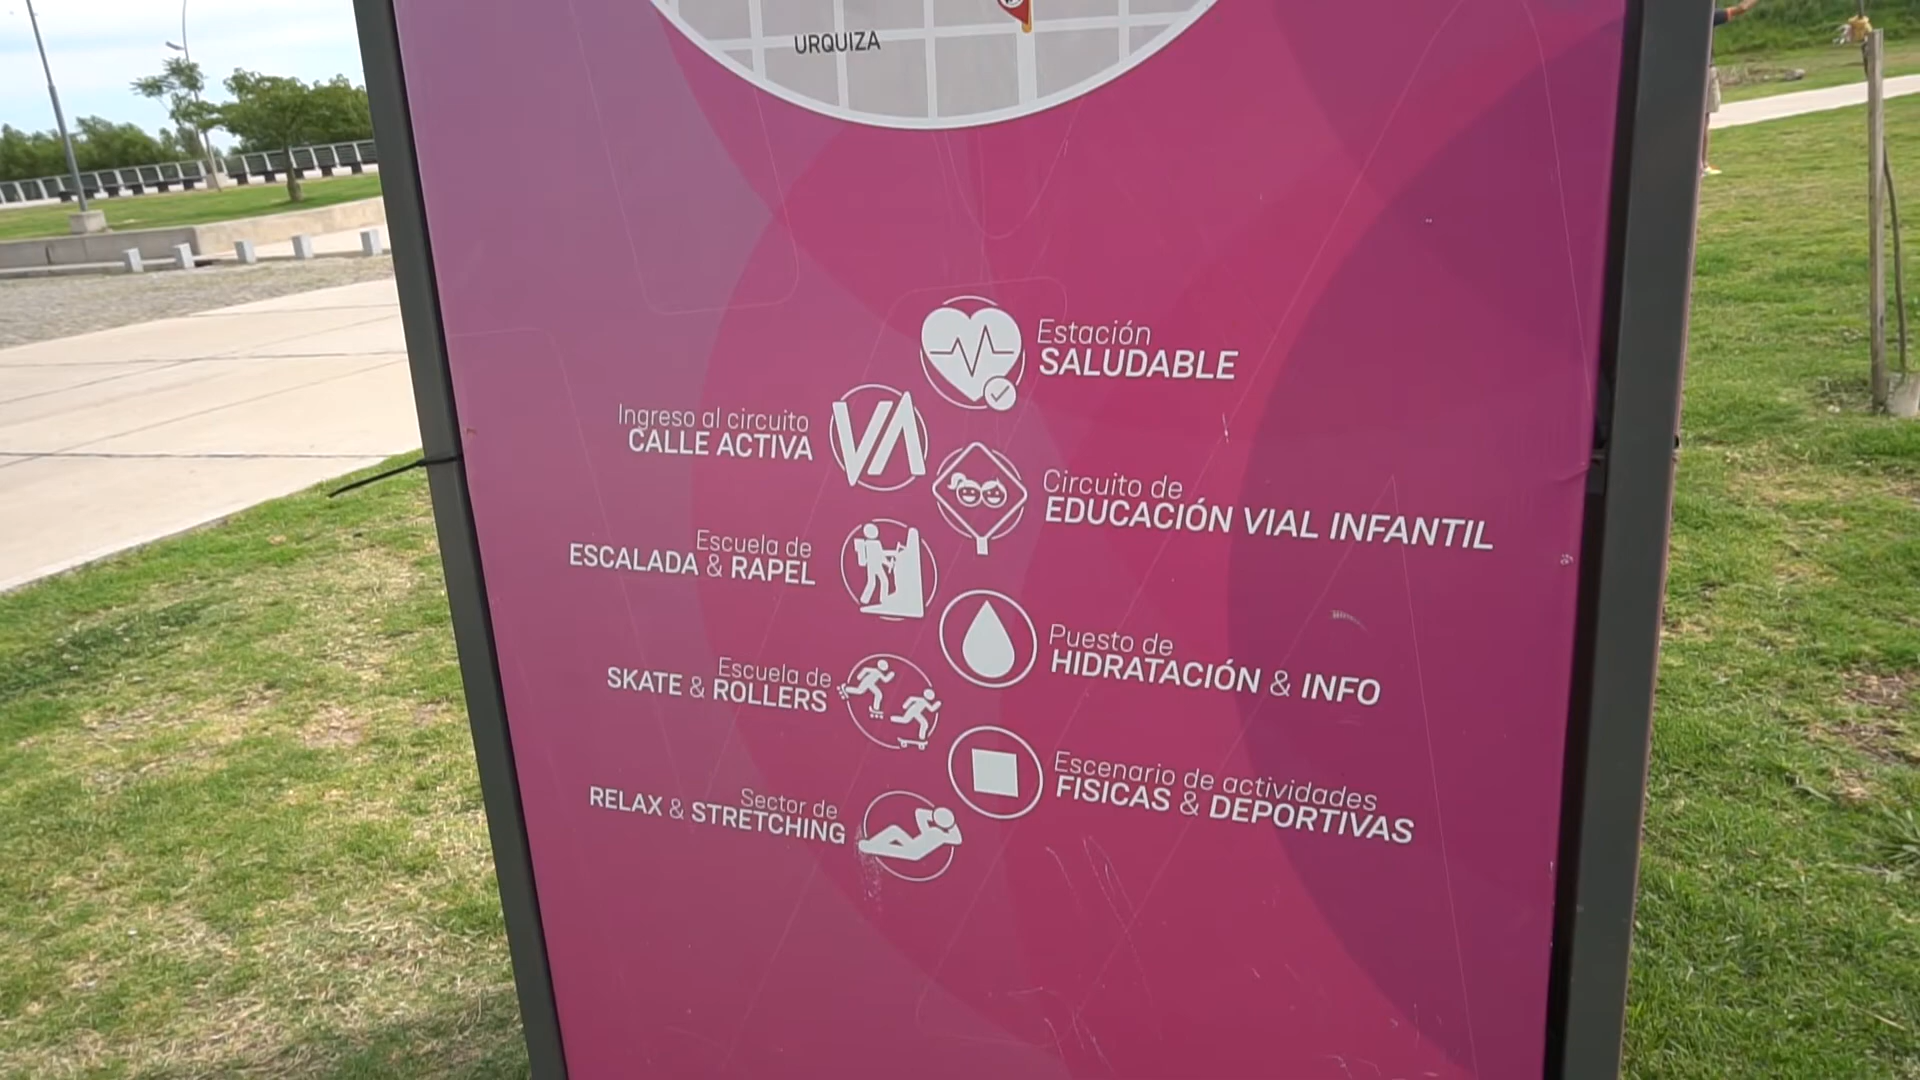 URQUIZA
Estación
SALUDABLE
Ingreso al circuito
CALLE ACTIVA
VA
Circuito de
EDUCACIÓN VIAL INFANTIL
Escuela de
ESCALADA & RAPEL
Puesto de
HIDRATACIÓN & INFO
Escuela de
SKATE & ROLLERS
Escenario de actividades
FISICAS & DEPORTIVAS
Sector de
RELAX & STRETCHING